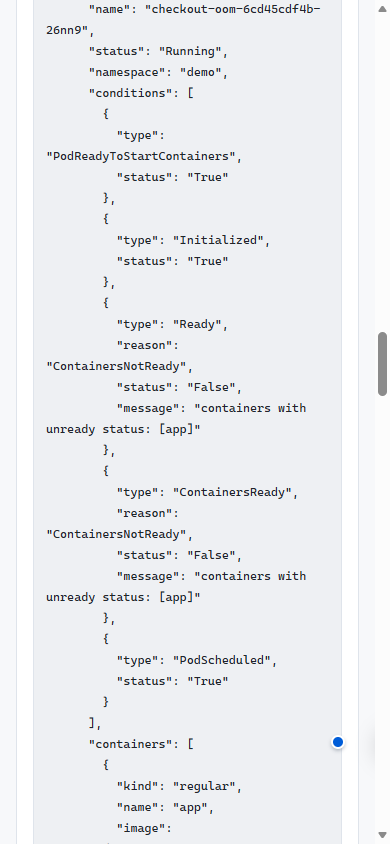 "name": "checkout-oom-6cd45cdf4b-
26nn9",
"status": "Running",
"namespace": "demo",
"conditions": [
{
"type":
"PodReadyToStartContainers",
"status": "True"
},
{
"type": "Initialized",
"status": "True"
},
{
"type": "Ready",
"reason":
"ContainersNotReady",
"status": "False",
"message": "containers with
unready status: [app]"
},
{
"type": "ContainersReady",
"reason":
"ContainersNotReady",
"status": "False",
"message": "containers with
unready status: [app]"
},
{
"type": "PodScheduled",
"status": "True"
}
],
"containers": [
{
"kind": "regular",
"name": "app",
"image":